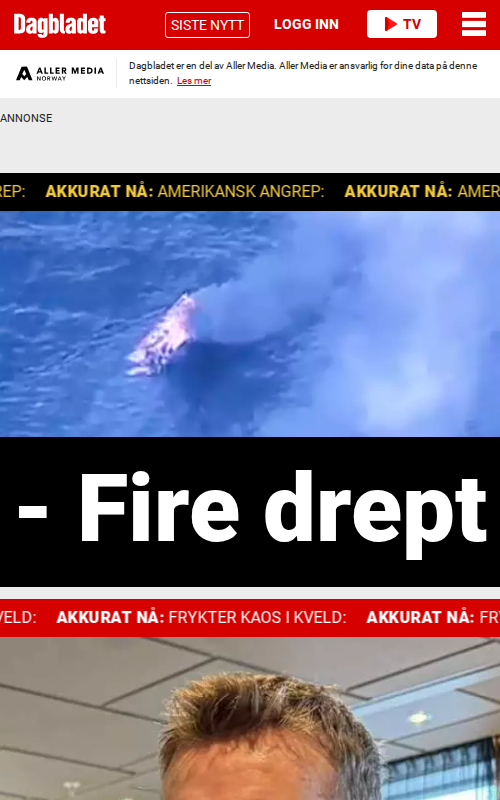 Dagbladet
SISTE NYTT
LOGG INN
TV
ALLER MEDIA
NORWAY
Dagbladet er en del av Aller Media. Aller Media er ansvarlig for dine data på denne
nettsiden. Les mer
ANNONSE
REP: AKKURAT NÅ: AMERIKANSK ANGREP: AKKURAT NÅ: AMER
- Fire drept
VELD: AKKURAT NÅ: FRYKTER KAOS I KVELD: AKKURAT NÅ: FRY